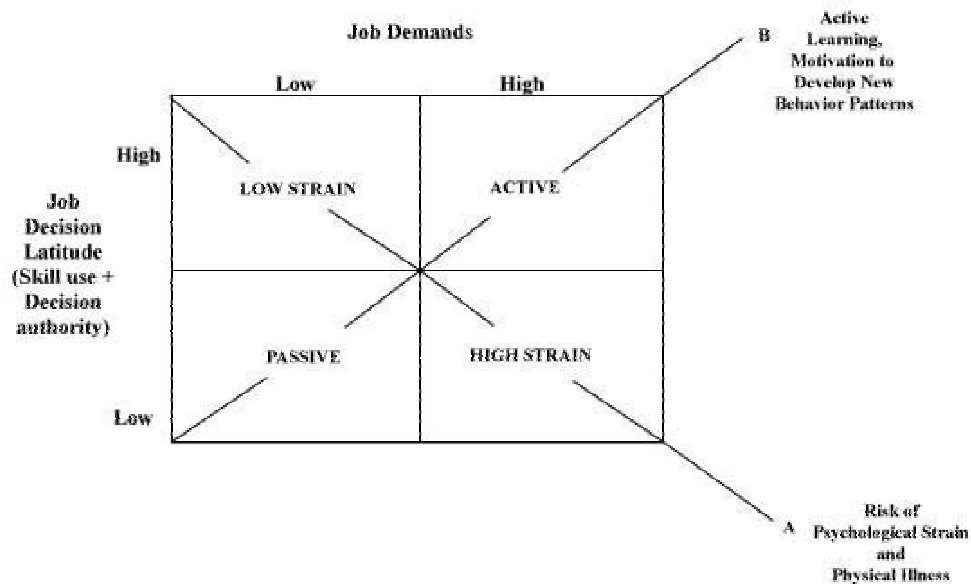 Job Demands
Low
High
B
Active
Learning,
Motivation to
Develop New
Behavior Patterns
High
LOW STRAIN
ACTIVE
Job
Decision
Latitude
(Skill use +
Decision
authority)
PASSIVE
HIGH STRAIN
Low
A
Risk of
Psychological Strain
and
Physical Illness